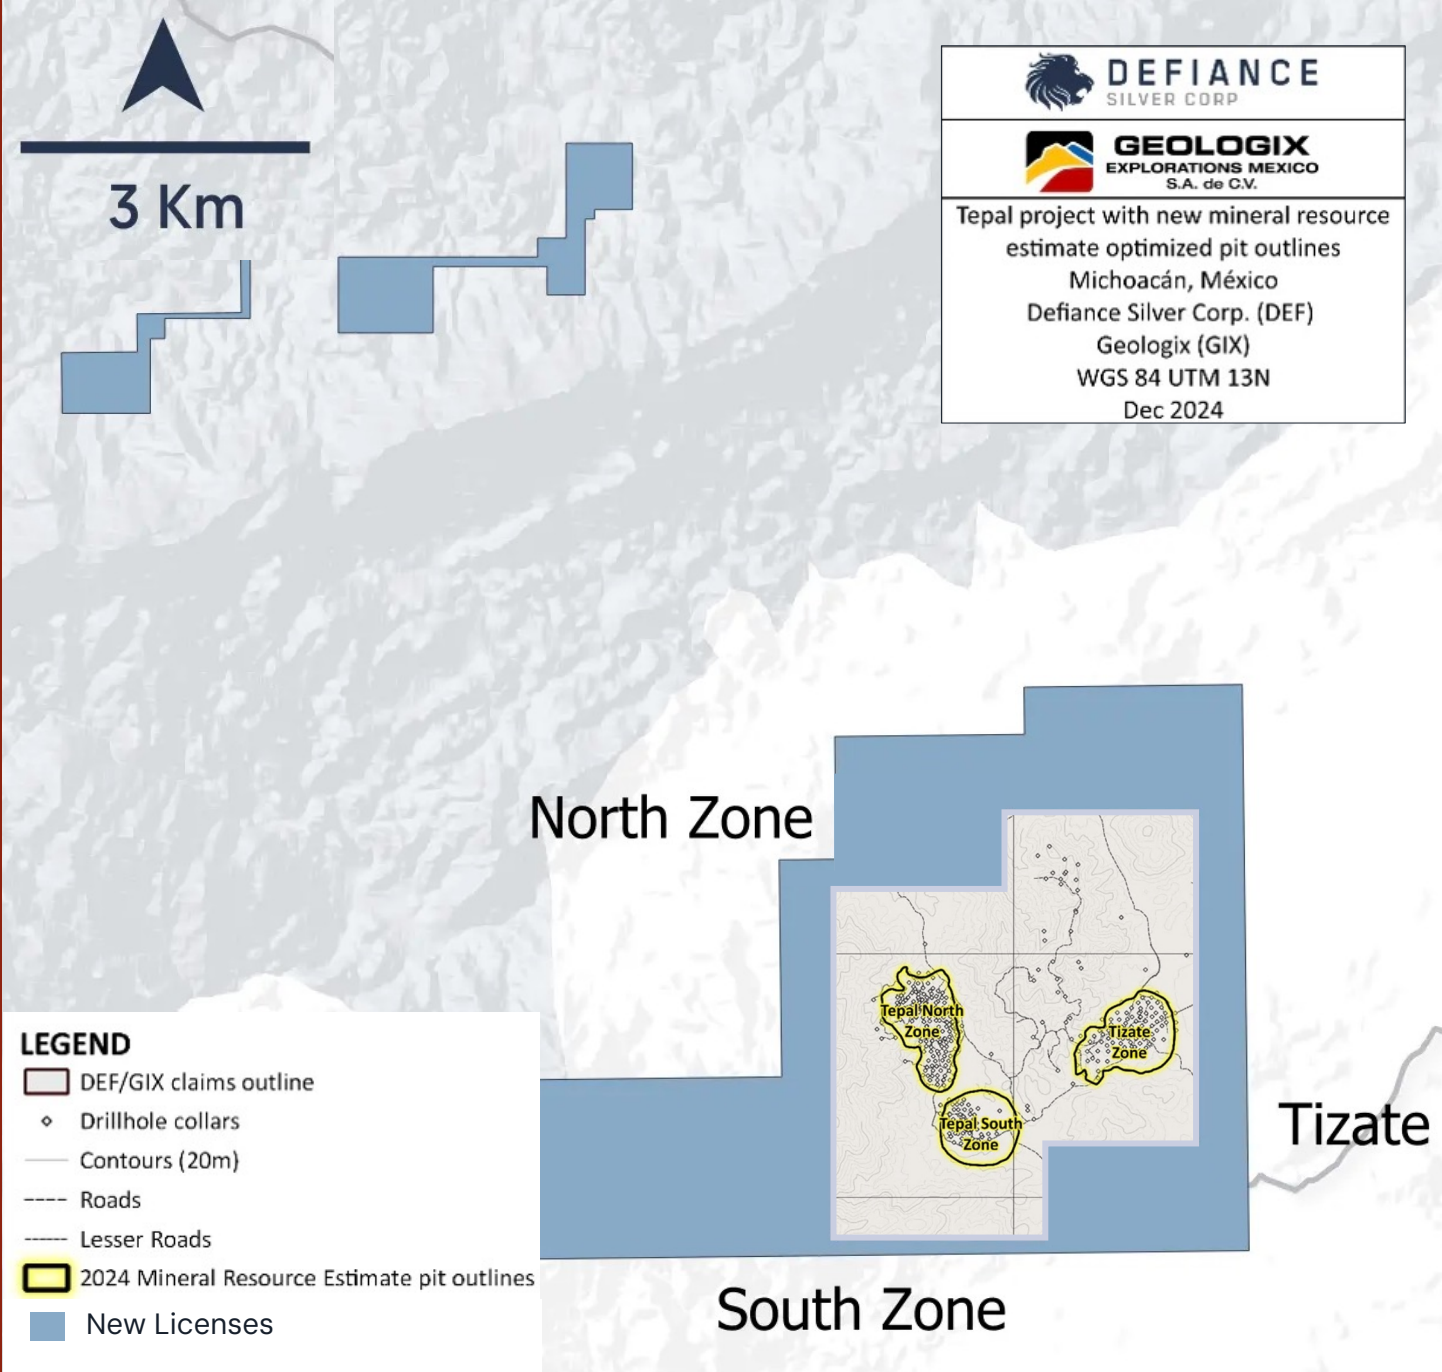 3 Km
DEFIANCE
SILVER CORP
GEOLOGIX
EXPLORATIONS MEXICO
S.A. de C.V.
Tepal project with new mineral resource
estimate optimized pit outlines
Michoacán, México
Defiance Silver Corp. (DEF)
Geologix (GIX)
WGS 84 UTM 13N
Dec 2024
North Zone
Tepal North
Zone
Tizate
Zone
Tepal South
Zone
Tizate
South Zone
LEGEND
DEF/GIX claims outline
Drillhole collars
Contours (20m)
Roads
Lesser Roads
2024 Mineral Resource Estimate pit outlines
New Licenses